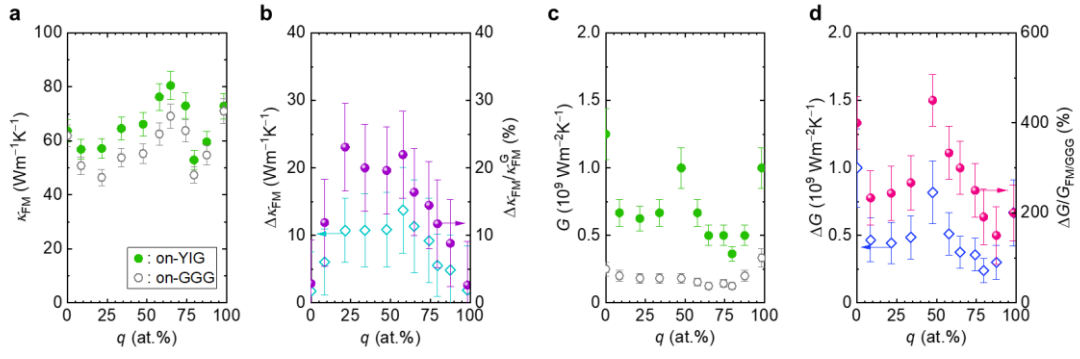 a
κFM (Wm−1K−1)
100
80
60
40
20
0
: on-YIG
: on-GGG
0 25 50 75 100
q (at.%)
b
ΔκFM (Wm−1K−1)
40
30
20
10
0
40
30
20
10
0
ΔκFM/κGFM (%)
0 25 50 75 100
q (at.%)
c
G (10⁹ Wm−2K−1)
2.0
1.5
1.0
0.5
0
0 25 50 75 100
q (at.%)
d
ΔG (10⁹ Wm−2K−1)
2.0
1.5
1.0
0.5
0.0
600
400
200
0
ΔG/GFM/GGG (%)
0 25 50 75 100
q (at.%)